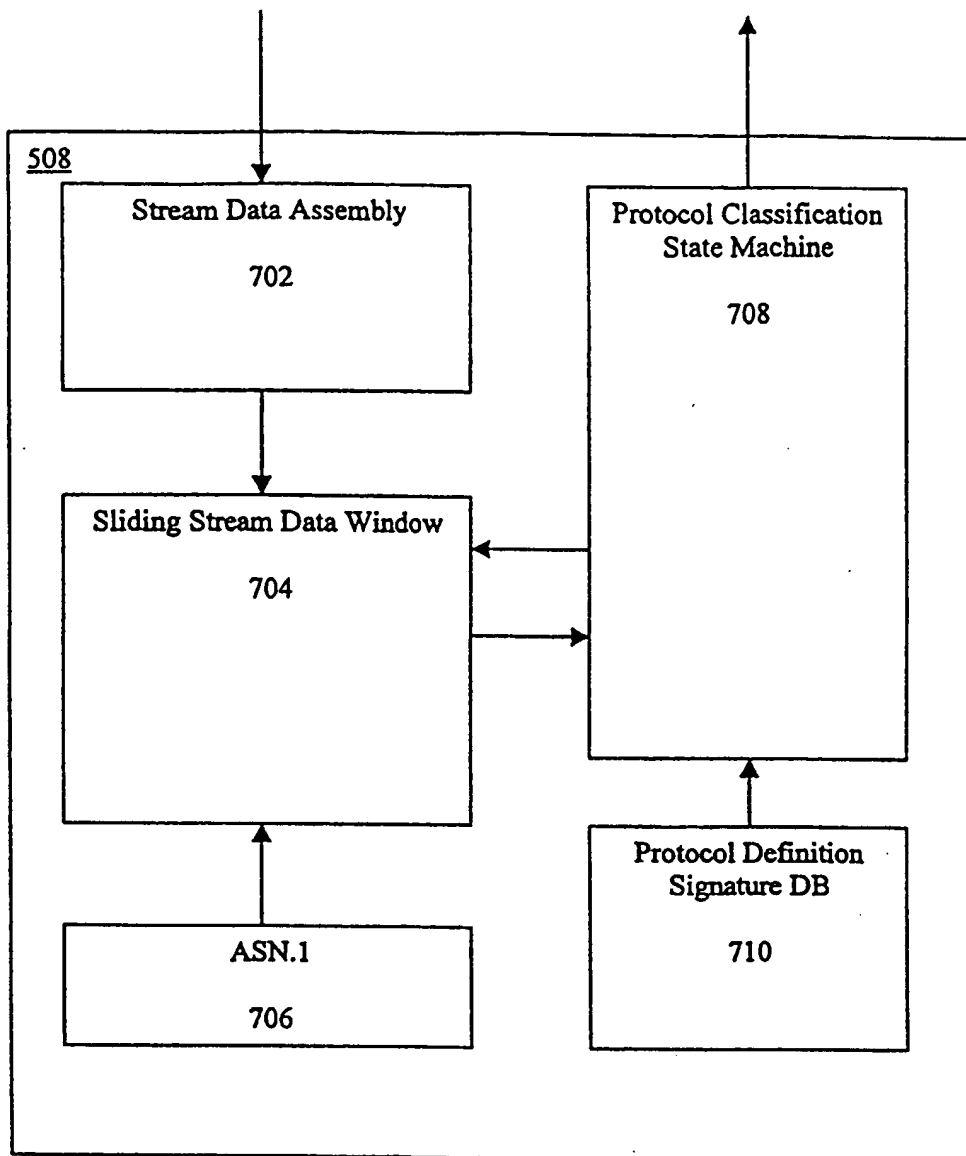 508
Stream Data Assembly
702
Protocol Classification
State Machine
708
Sliding Stream Data Window
704
ASN.1
706
Protocol Definition
Signature DB
710